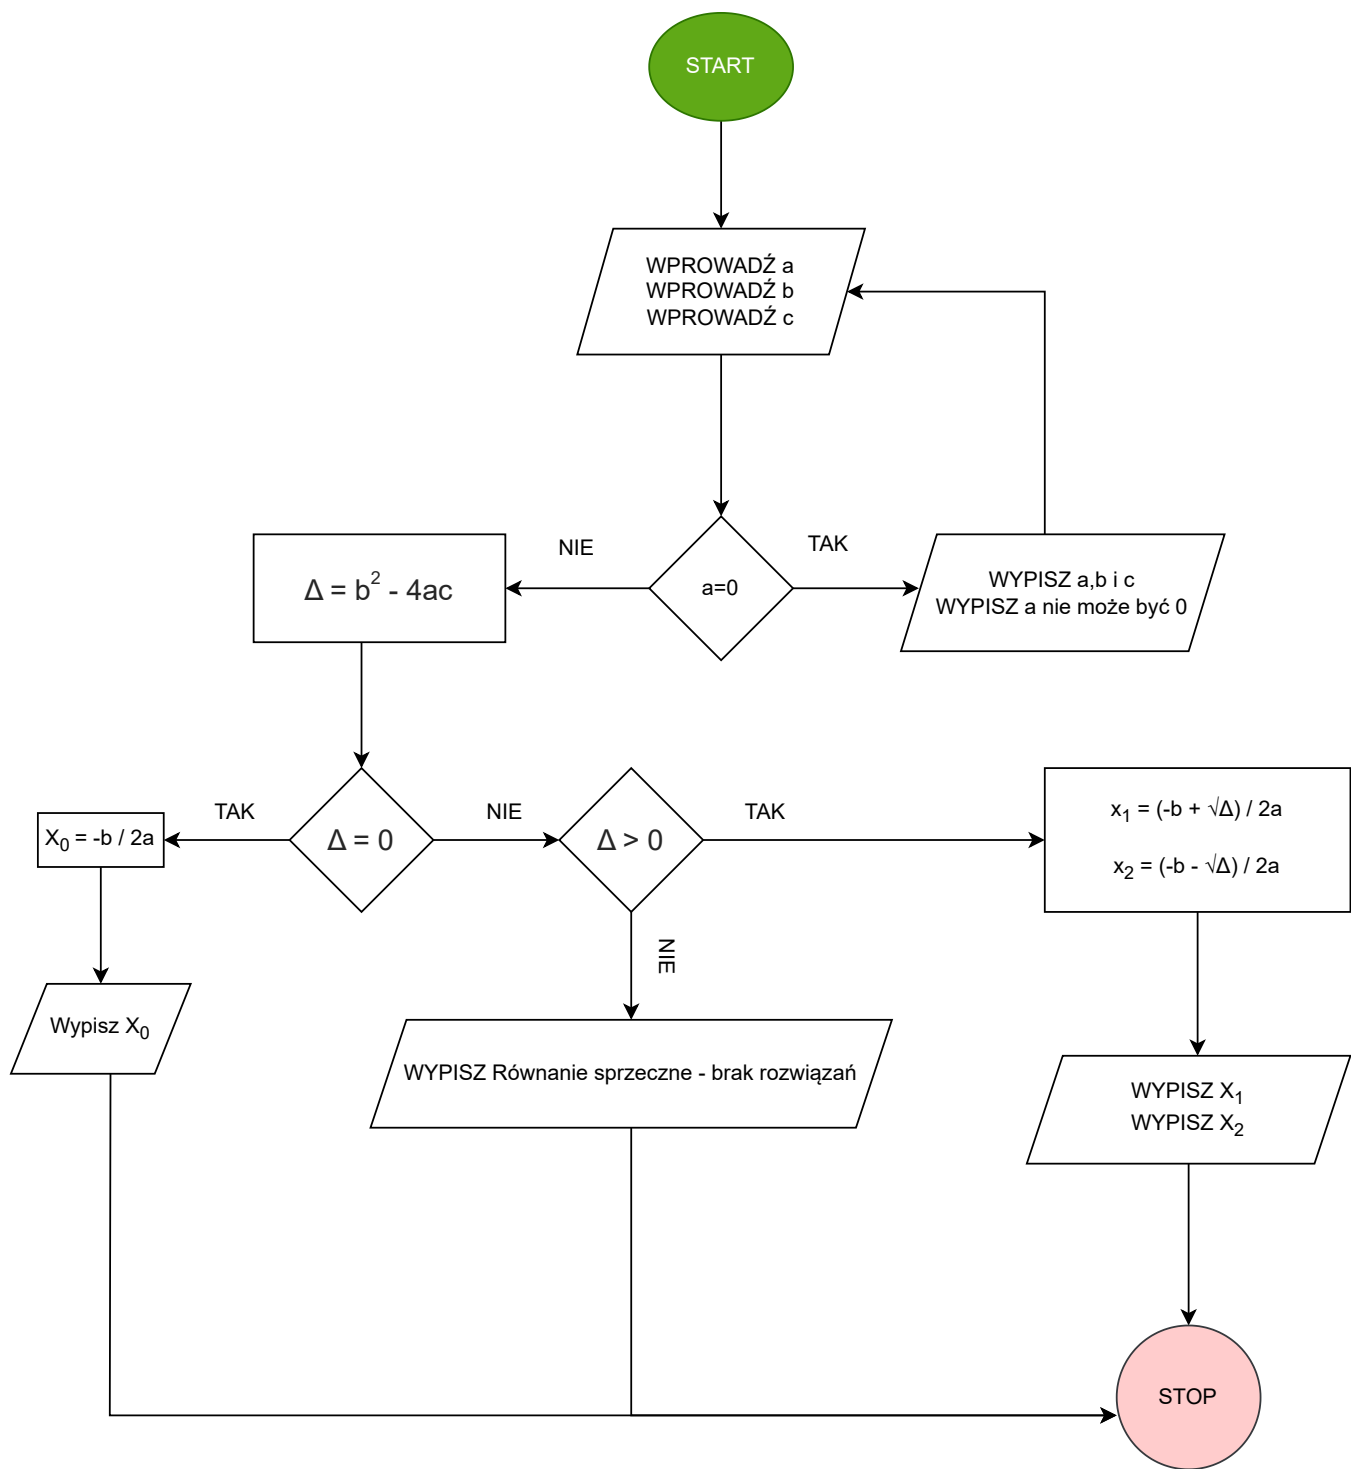 START
WPROWADŹ a
WPROWADŹ b
WPROWADŹ c
NIE
TAK
Δ = b² - 4ac
a=0
WYPISZ a,b i c
WYPISZ a nie może być 0
TAK
NIE
TAK
X₀ = -b / 2a
Δ = 0
Δ > 0
x₁ = (-b + √Δ) / 2a
x₂ = (-b - √Δ) / 2a
NIE
Wypisz X₀
WYPISZ Równanie sprzeczne - brak rozwiązań
WYPISZ X₁
WYPISZ X₂
STOP